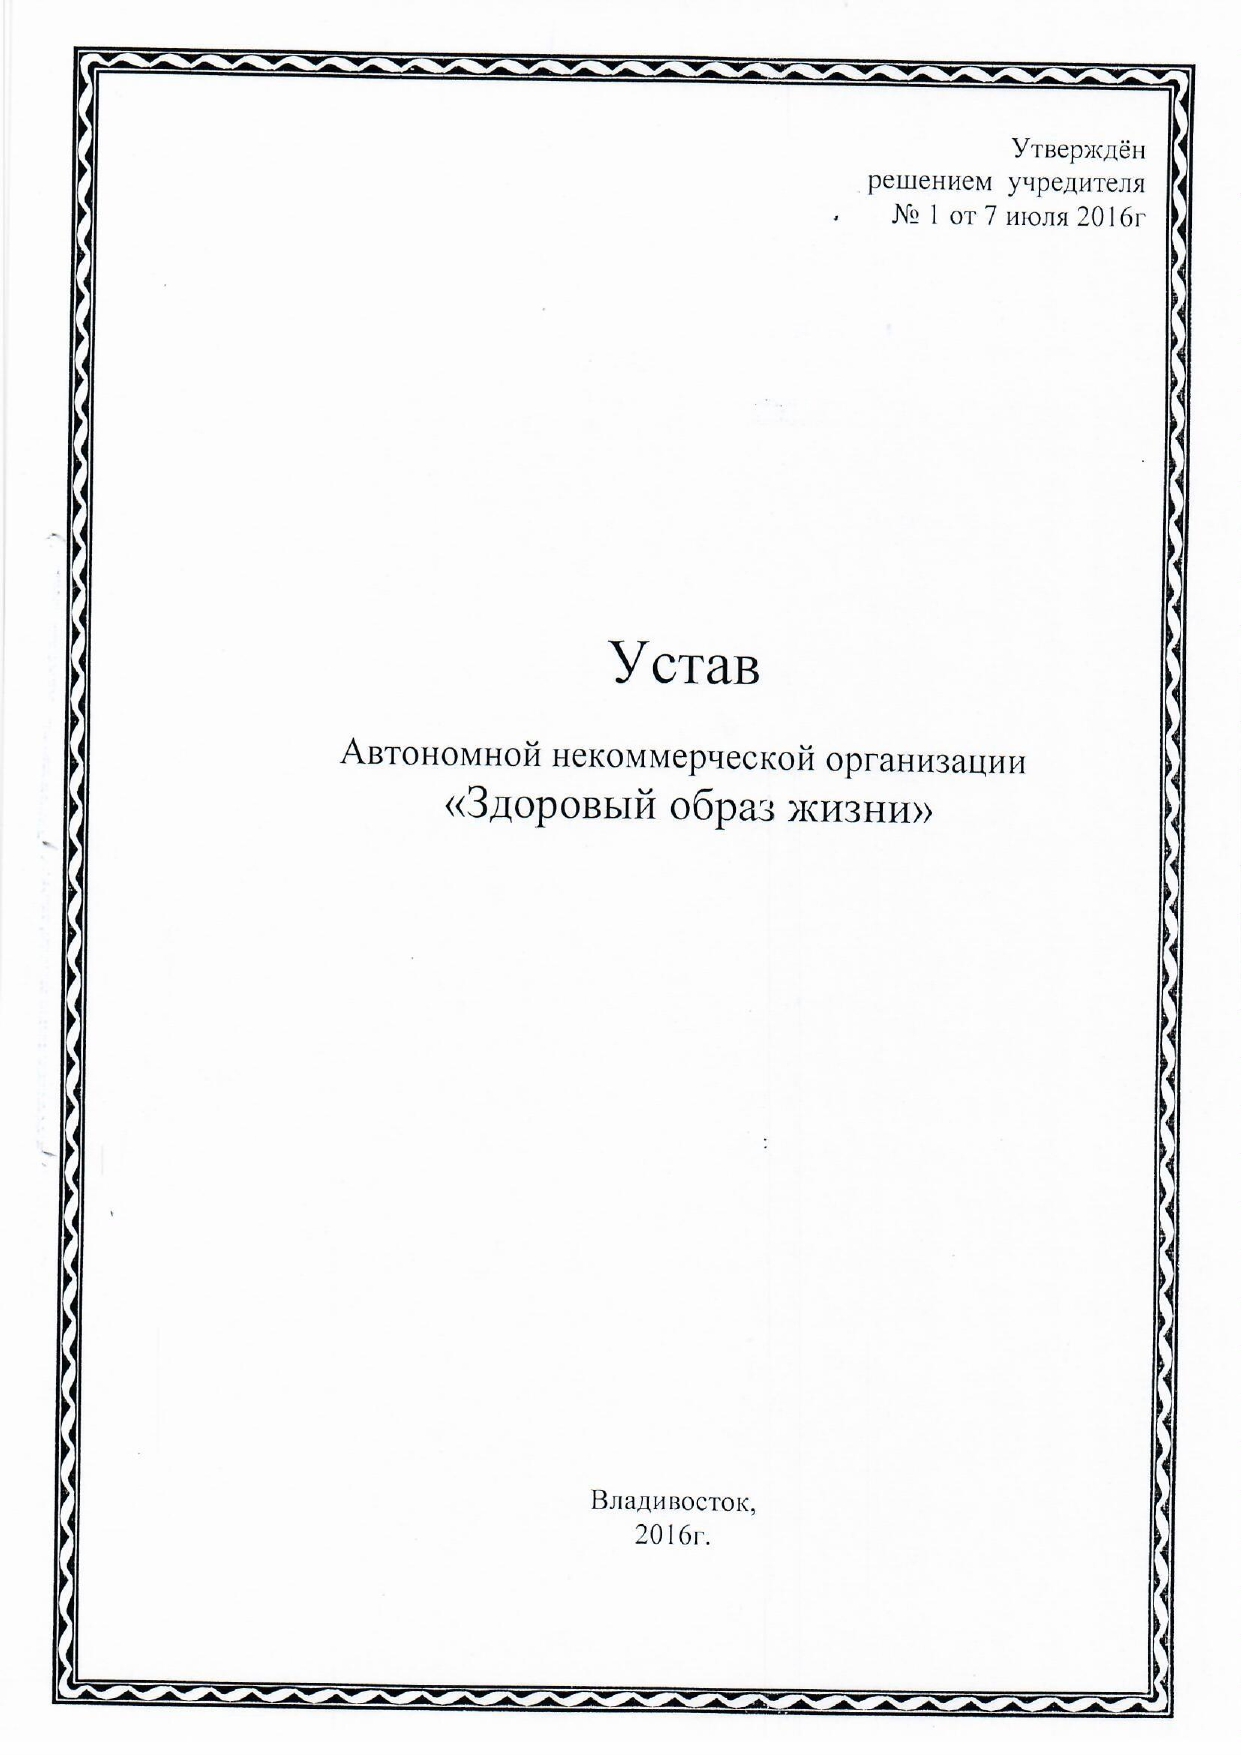 Утверждён
решением учредителя
№ 1 от 7 июля 2016г
Устав
Автономной некоммерческой организации
«Здоровый образ жизни»
Владивосток,
2016г.